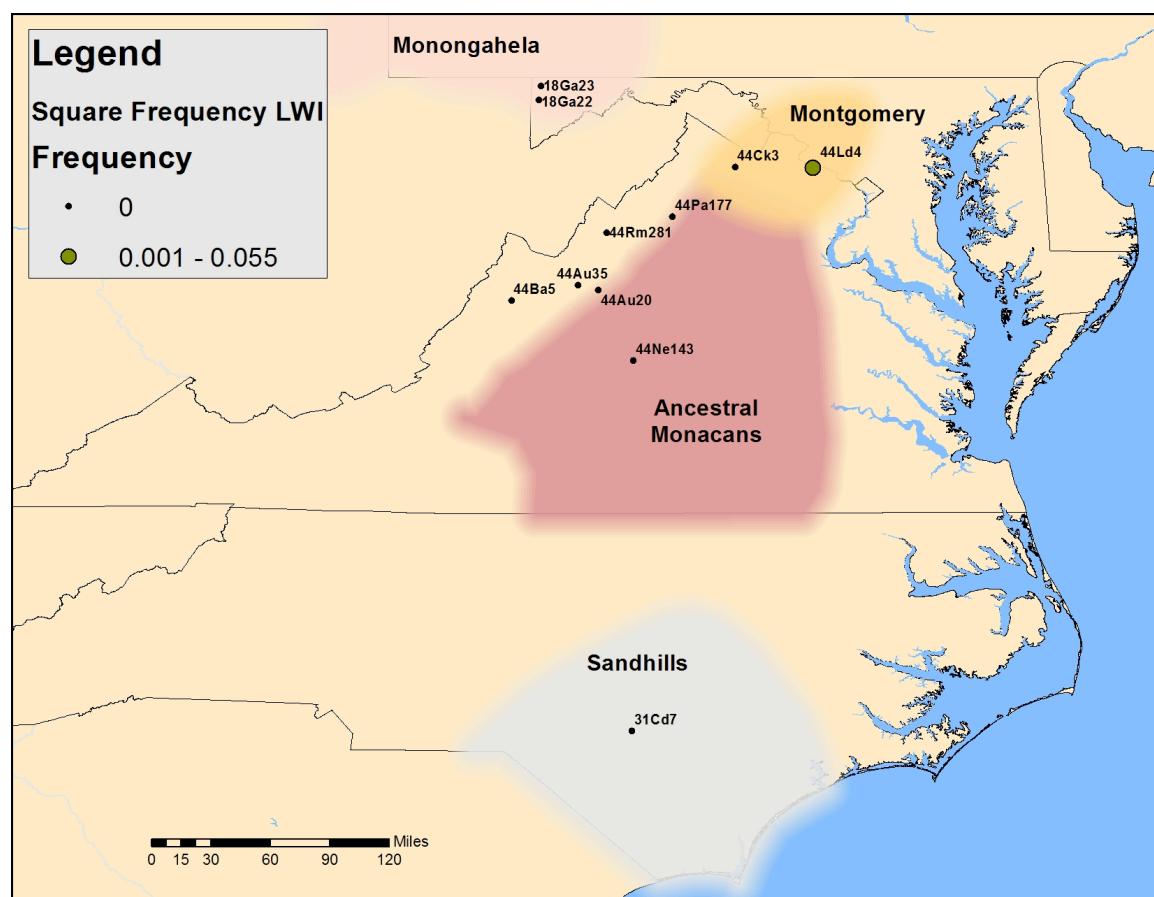 Legend
Square Frequency LWI
Frequency
0
0.001 - 0.055
Monongahela
18Ga23
18Ga22
Montgomery
44Ck3
44Ld4
44Pa177
44Rm281
44Au35
44Ba5
44Au20
44Ne143
Ancestral
Monacans
Sandhills
31Cd7
Miles
0 15 30 60 90 120